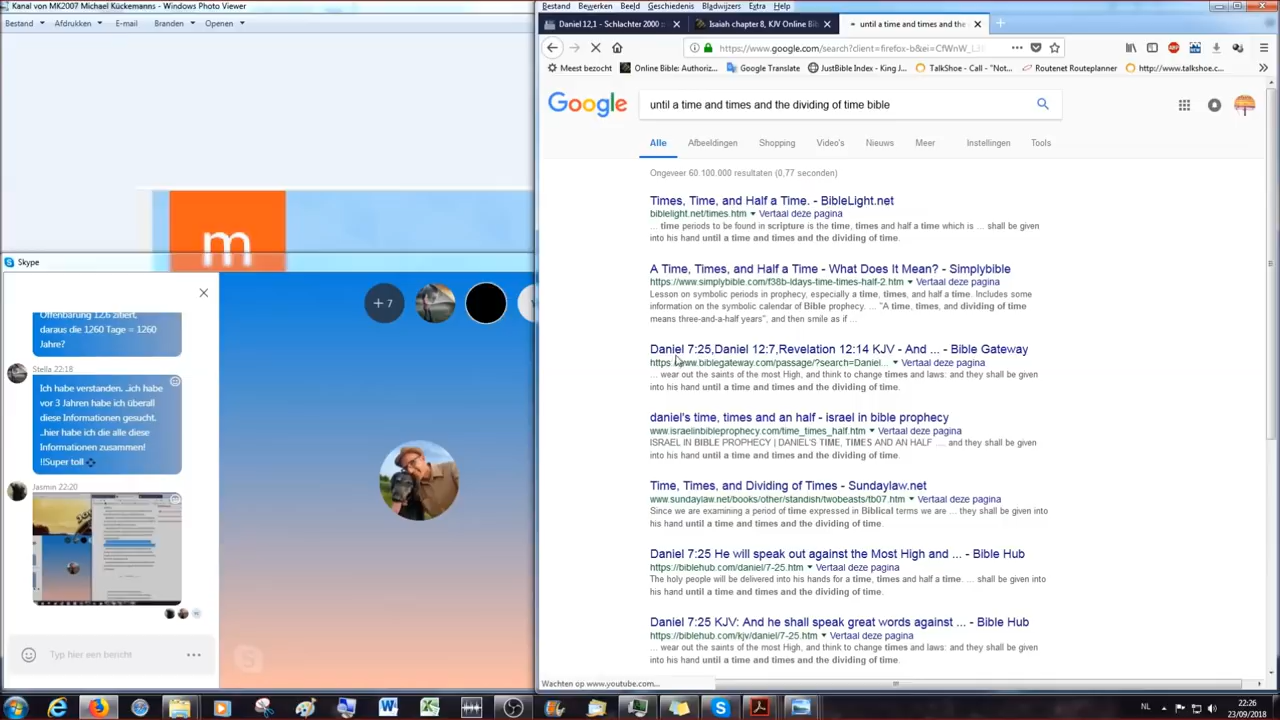 Kanal von MK2007 Michael Kückemanns - Windows Photo Viewer
Bestand Afdrukken E-mail Branden Openen
m
Skype
+ 7
Offenbarung 12.6 zibert,
daraus die 1260 Tage = 1260
Jahre?
Stella 22:18
Ich habe verstanden. ..ich habe
vor 3 Jahren habe ich überall
diese Informationen gesucht.
..hier habe ich die alle diese
Informationen zusammen!
!!Super toll
Jasmin 22:20
Typ hier een bericht
Bestand Bewerken Beeld Geschiedenis Bladwijzers Extra Help
Daniel 12,1 - Schlachter 2000 ::
Isaiah chapter 8, KJV Online Bi
until a time and times and the
https://www.google.com/search?client=firefox-b&ei=
Meest bezocht Online Bible: Authoriz... Google Translate JustBible Index - King J... TalkShoe - Call - "Not... Routenet Routeplanner http://www.talkshoe.c...
Google
until a time and times and the dividing of time bible
Alle Afbeeldingen Shopping Video's Nieuws Meer Instellingen Tools
Ongeveer 60.100.000 resultaten (0,77 seconden)
Times, Time, and Half a Time. - BibleLight.net
biblelight.net/times.htm Vertaal deze pagina
... time periods to be found in scripture is the time, times and half a time which is ... shall be given
into his hand until a time and times and the dividing of time.
A Time, Times, and Half a Time - What Does It Mean? - Simplybible
https://www.simplybible.com/f38b-ldays-time-times-half-2.htm Vertaal deze pagina
Lesson on symbolic periods in prophecy, especially a time, times, and half a time. Includes some
information on the symbolic calendar of Bible prophecy. ... "A time, times, and dividing of time
means three-and-a-half years", and then smile as if ...
Daniel 7:25,Daniel 12:7,Revelation 12:14 KJV - And ... - Bible Gateway
https://www.biblegateway.com/passage/?search=Daniel... Vertaal deze pagina
... wear out the saints of the most High, and think to change times and laws: and they shall be given
into his hand until a time and times and the dividing of time.
daniel's time, times and an half - israel in bible prophecy
www.israelinbibleprophecy.com/time_times_half.htm Vertaal deze pagina
ISRAEL IN BIBLE PROPHECY | DANIEL'S TIME, TIMES AND AN HALF ... and they shall be given
into his hand until a time and times and the dividing of time.
Time, Times, and Dividing of Times - Sundaylaw.net
www.sundaylaw.net/books/other/standish/twobeasts/tb07.htm Vertaal deze pagina
Since we are examining a period of time expressed in Biblical terms we are ... they shall be given into
his hand until a time and times and the dividing of time.
Daniel 7:25 He will speak out against the Most High and ... - Bible Hub
https://biblehub.com/daniel/7-25.htm Vertaal deze pagina
The holy people will be delivered into his hands for a time, times and half a time. ... shall be given into
his hand until a time and times and the dividing of time.
Daniel 7:25 KJV: And he shall speak great words against ... - Bible Hub
https://biblehub.com/kjv/daniel/7-25.htm Vertaal deze pagina
... wear out the saints of the most High, and think to change times and laws: and they shall be given
into his hand until a time and times and the dividing of time.
Wachten op www.youtube.com...
NL
22:26
23/09/2018